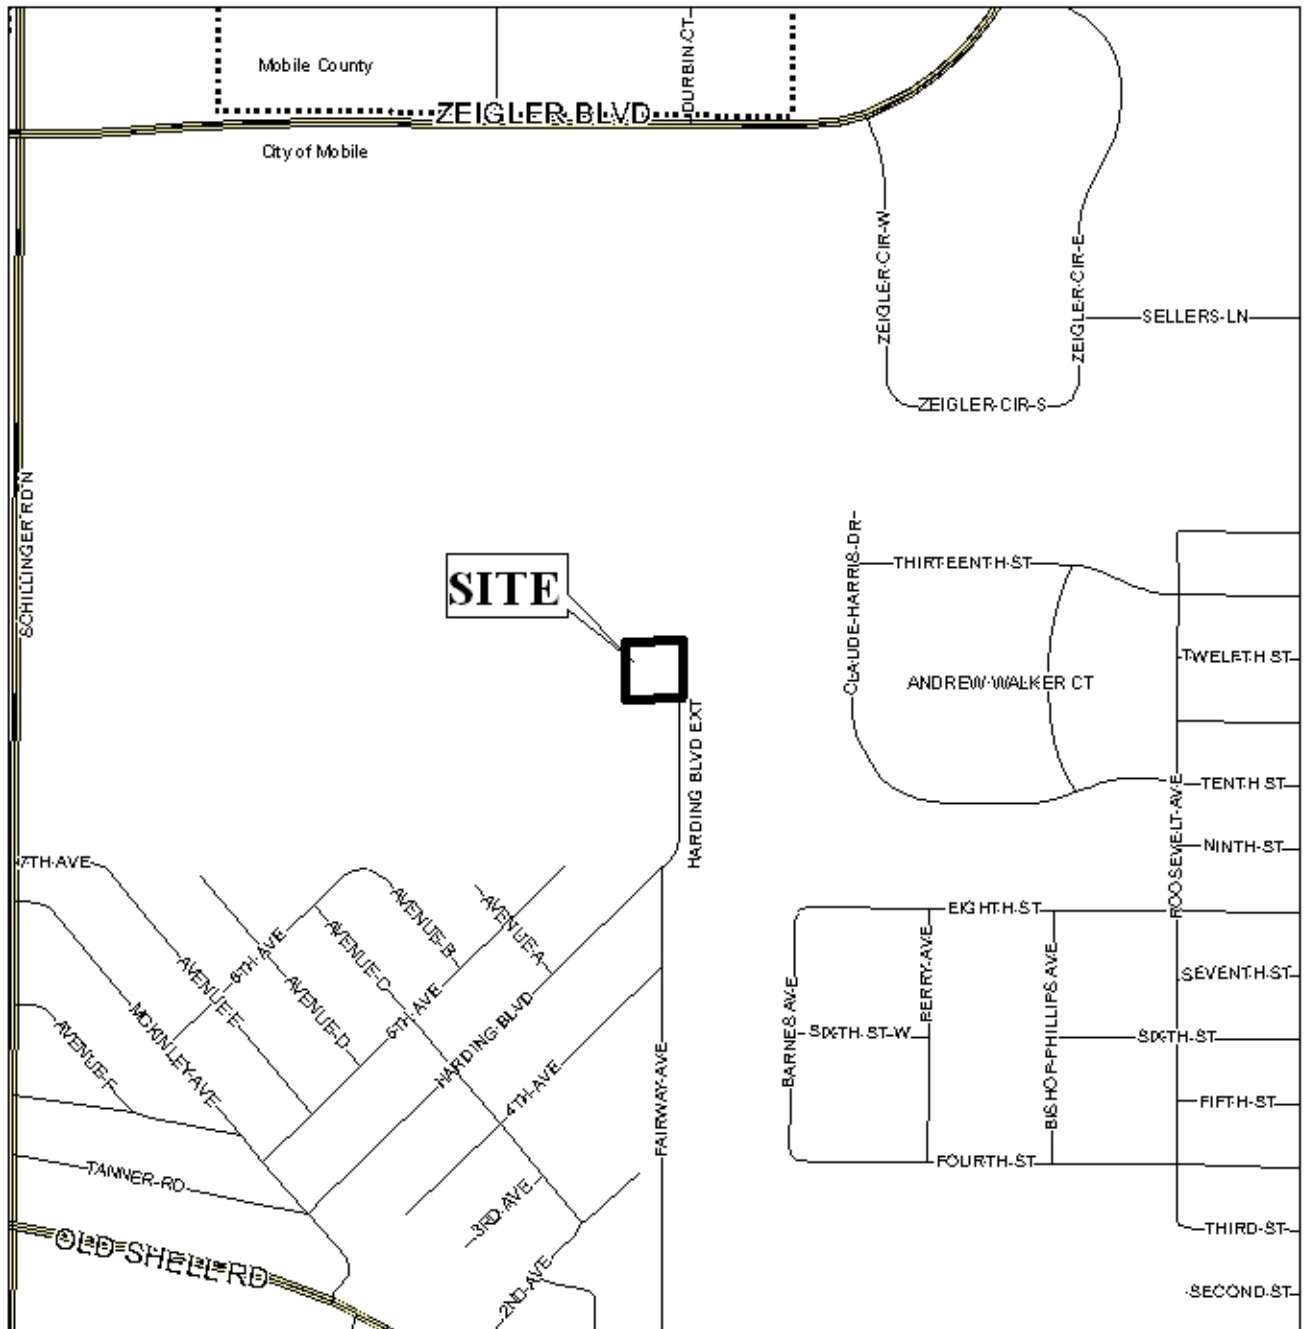 DURBIN CT
Mobile County
ZEIGLER BLVD
City of Mobile
ZEIGLER CIR W
ZEIGLER CIR E
SELLERS LN
ZEIGLER CIR S
SCHILLINGER RD N
SITE
CLAUDE HARRIS DR
THIRTEENTH ST
TWELFTH ST
ANDREW WALKER CT
HARDING BLVD EXT
TENTH ST
ROOSEVELT AVE
NINTH ST
7TH AVE
AVENUE B
AVENUE A
EIGHTH ST
6TH AVE
AVENUE C
AVENUE E
AVENUE D
5TH AVE
PERRY AVE
SEVENTH ST
BARNES AVE
BISHOP PHILLIPS AVE
MCKINLEY AVE
HARDING BLVD
SIXTH ST W
SIXTH ST
AVENUE F
4TH AVE
FAIRWAY AVE
FIFTH ST
FOURTH ST
TANNER RD
3RD AVE
THIRD ST
OLD SHELL RD
2ND AVE
SECOND ST